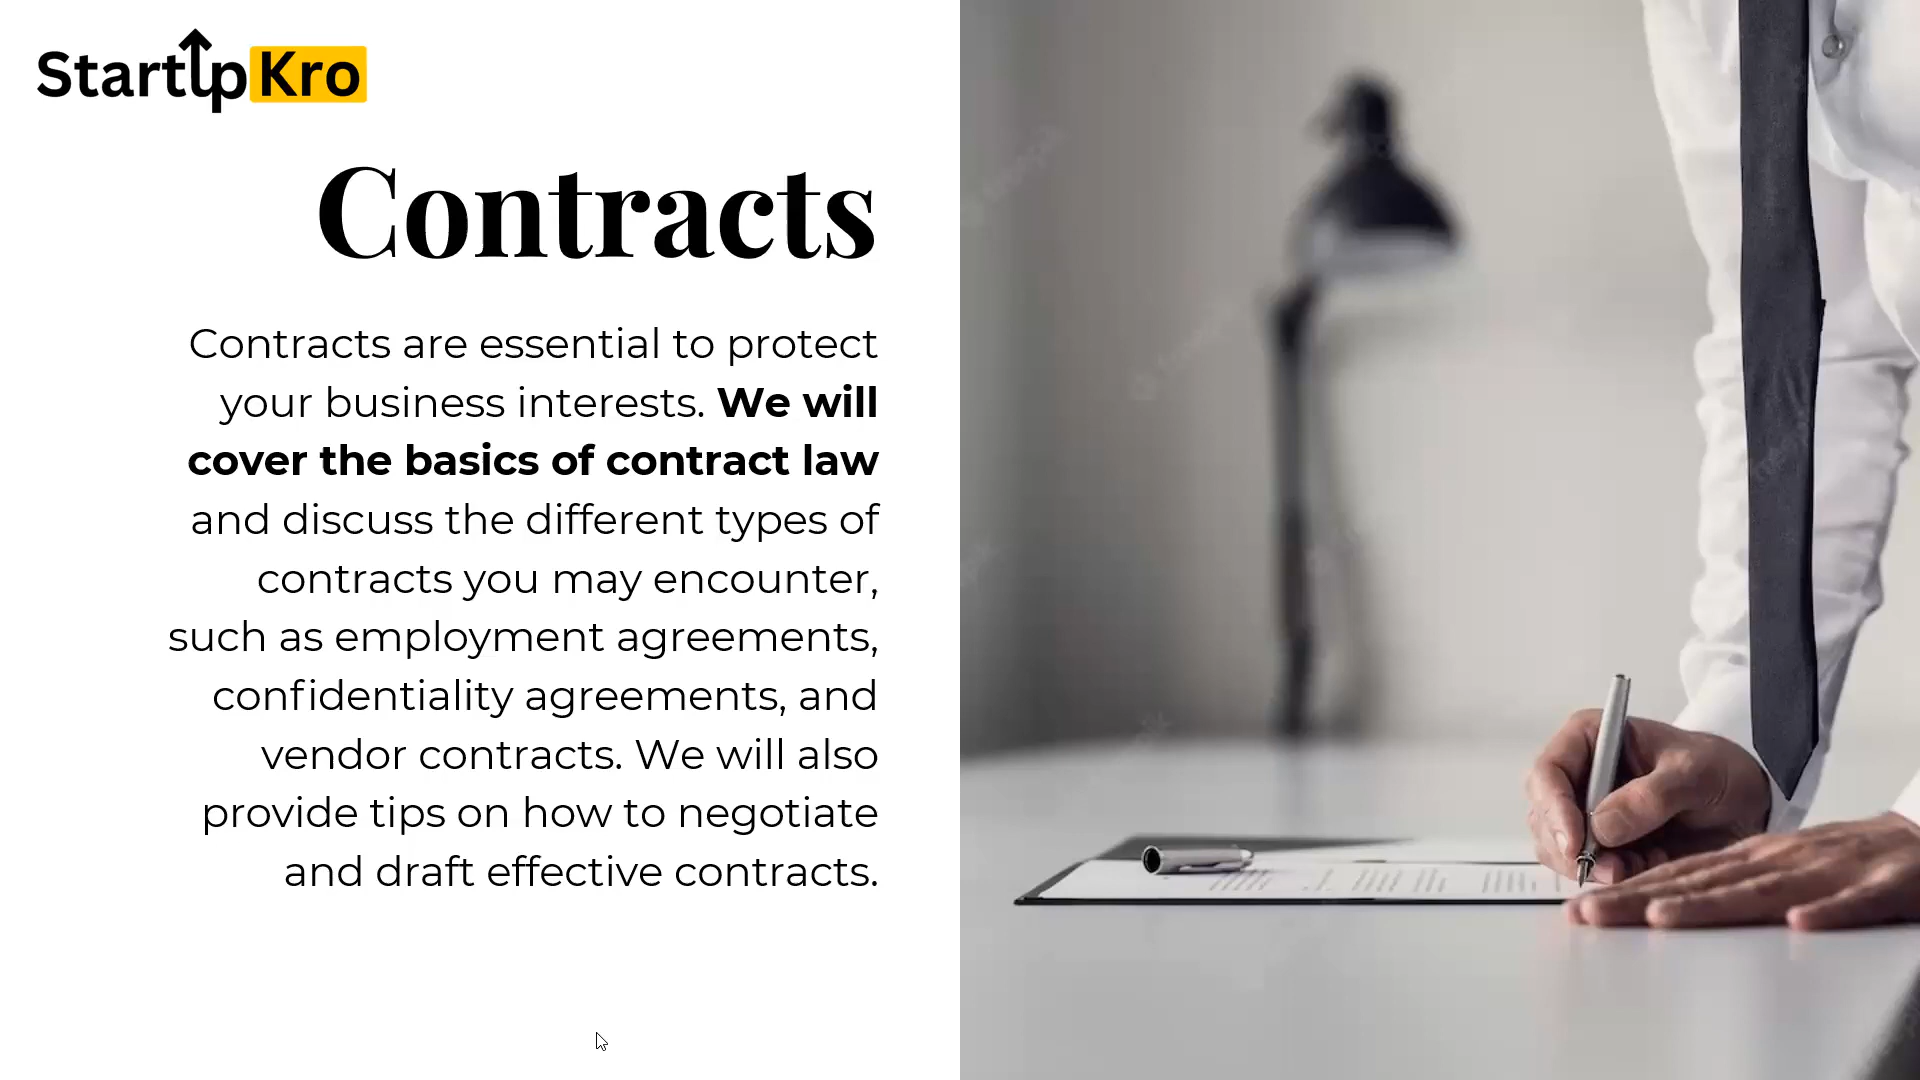 StartUp Kro
Contracts
Contracts are essential to protect
your business interests. We will
cover the basics of contract law
and discuss the different types of
contracts you may encounter,
such as employment agreements,
confidentiality agreements, and
vendor contracts. We will also
provide tips on how to negotiate
and draft effective contracts.